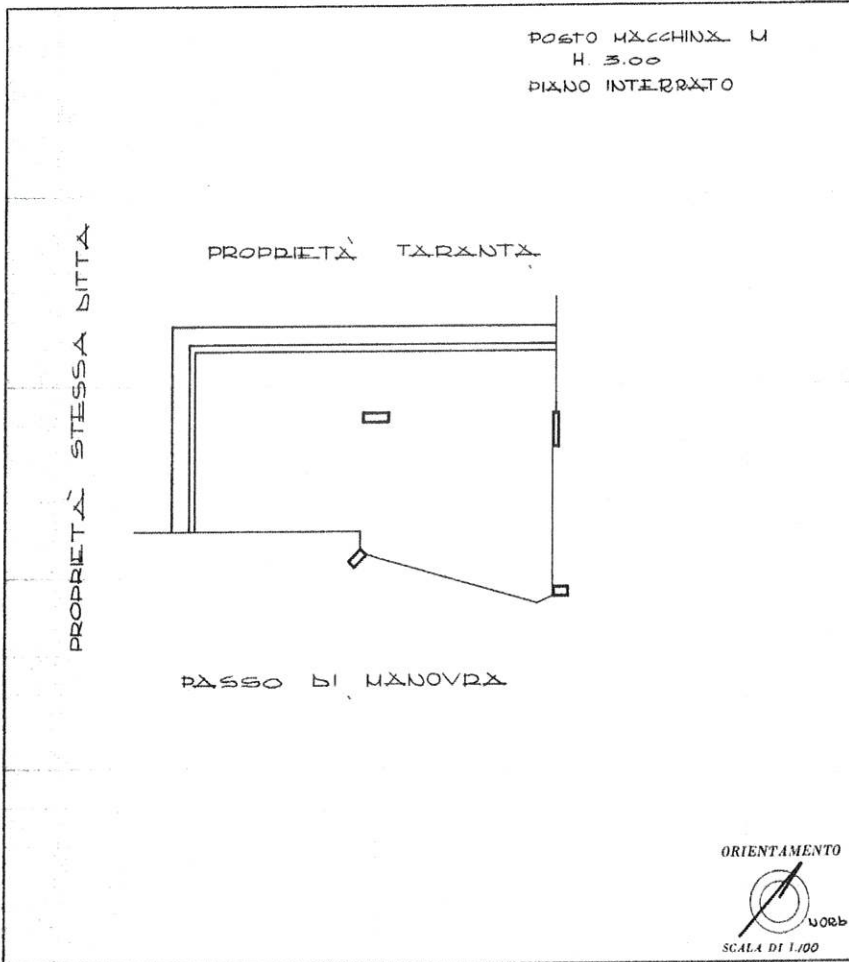 POSTO MACCHINA M
H. 3.00
PIANO INTERRATO
PROPRIETÀ TARANTA
PROPRIETÀ STESSA DITTA
PASSO DI MANOVRA
ORIENTAMENTO
NORD
SCALA DI 1:100